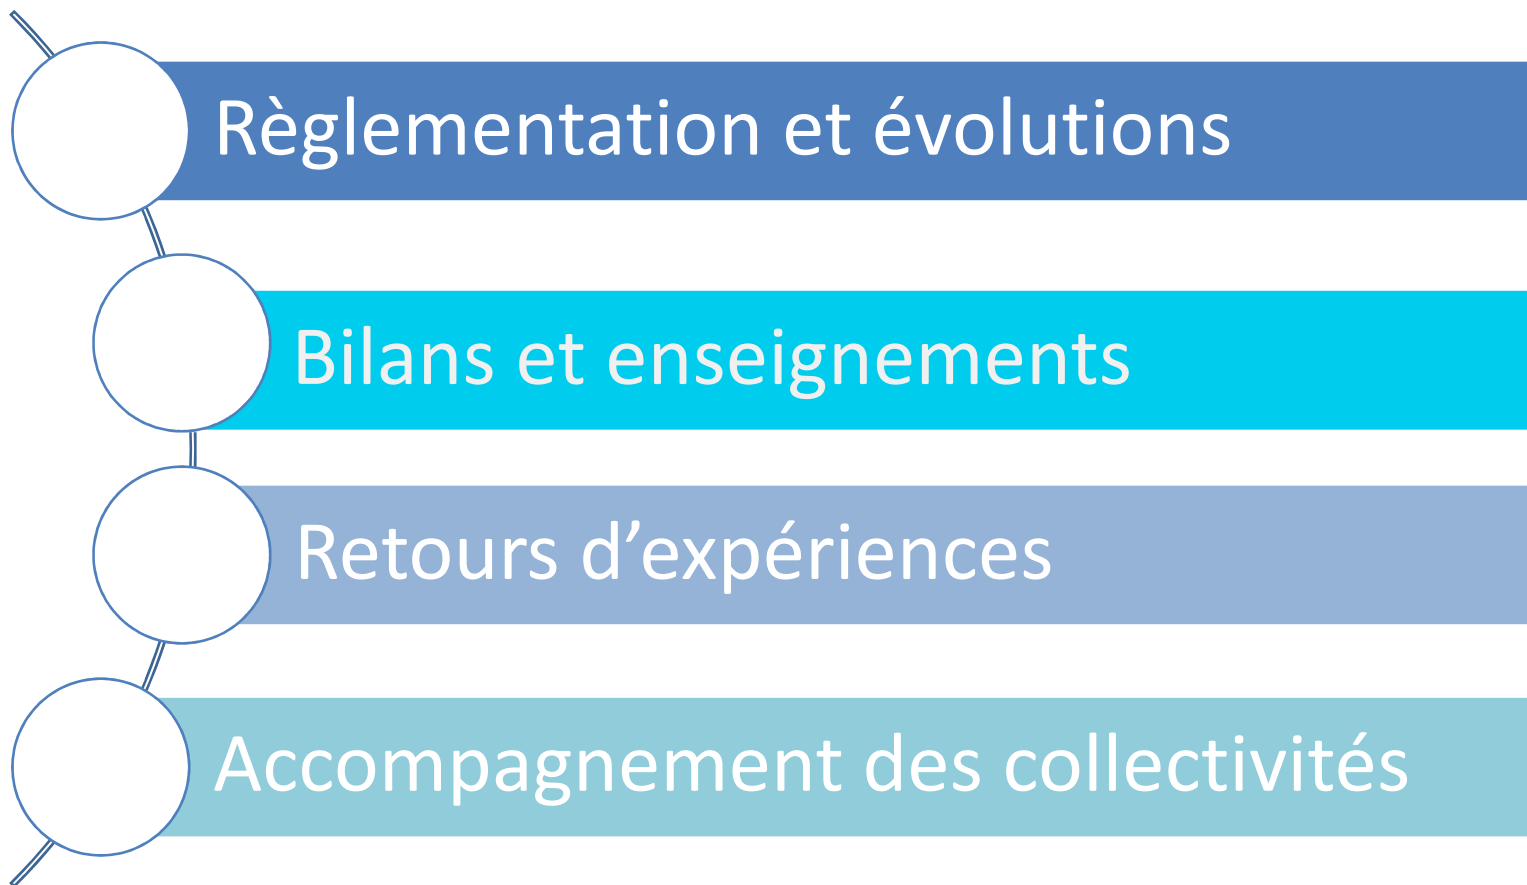 Règlementation et évolutions
Bilans et enseignements
Retours d’expériences
Accompagnement des collectivités